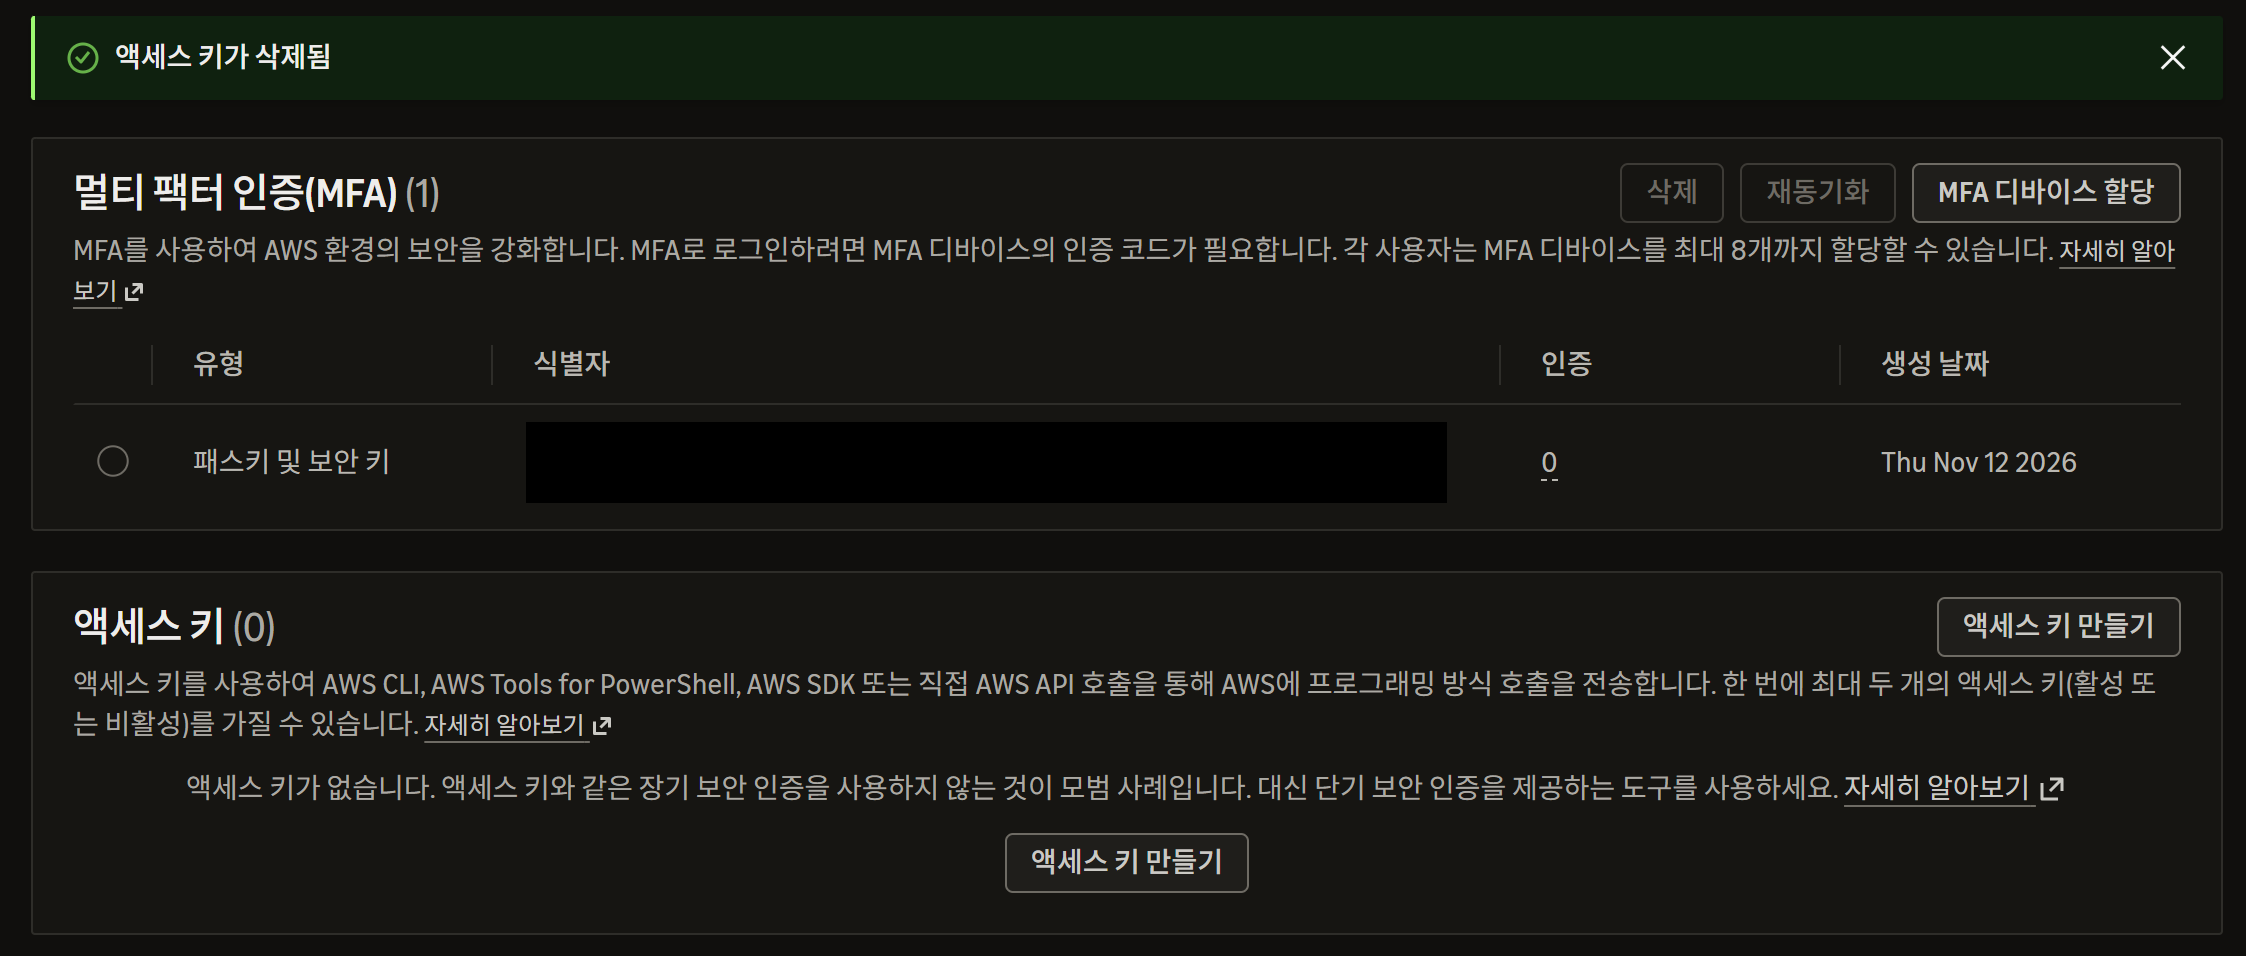 액세스 키가 삭제됨
멀티 팩터 인증(MFA) (1)
삭제
재동기화
MFA 디바이스 할당
MFA를 사용하여 AWS 환경의 보안을 강화합니다. MFA로 로그인하려면 MFA 디바이스의 인증 코드가 필요합니다. 각 사용자는 MFA 디바이스를 최대 8개까지 할당할 수 있습니다. 자세히 알아
보기
유형 식별자 인증 생성 날짜
패스키 및 보안 키 0 Thu Nov 12 2026
액세스 키 (0)
액세스 키 만들기
액세스 키를 사용하여 AWS CLI, AWS Tools for PowerShell, AWS SDK 또는 직접 AWS API 호출을 통해 AWS에 프로그래밍 방식 호출을 전송합니다. 한 번에 최대 두 개의 액세스 키(활성 또
는 비활성)를 가질 수 있습니다. 자세히 알아보기
액세스 키가 없습니다. 액세스 키와 같은 장기 보안 인증을 사용하지 않는 것이 모범 사례입니다. 대신 단기 보안 인증을 제공하는 도구를 사용하세요. 자세히 알아보기
액세스 키 만들기